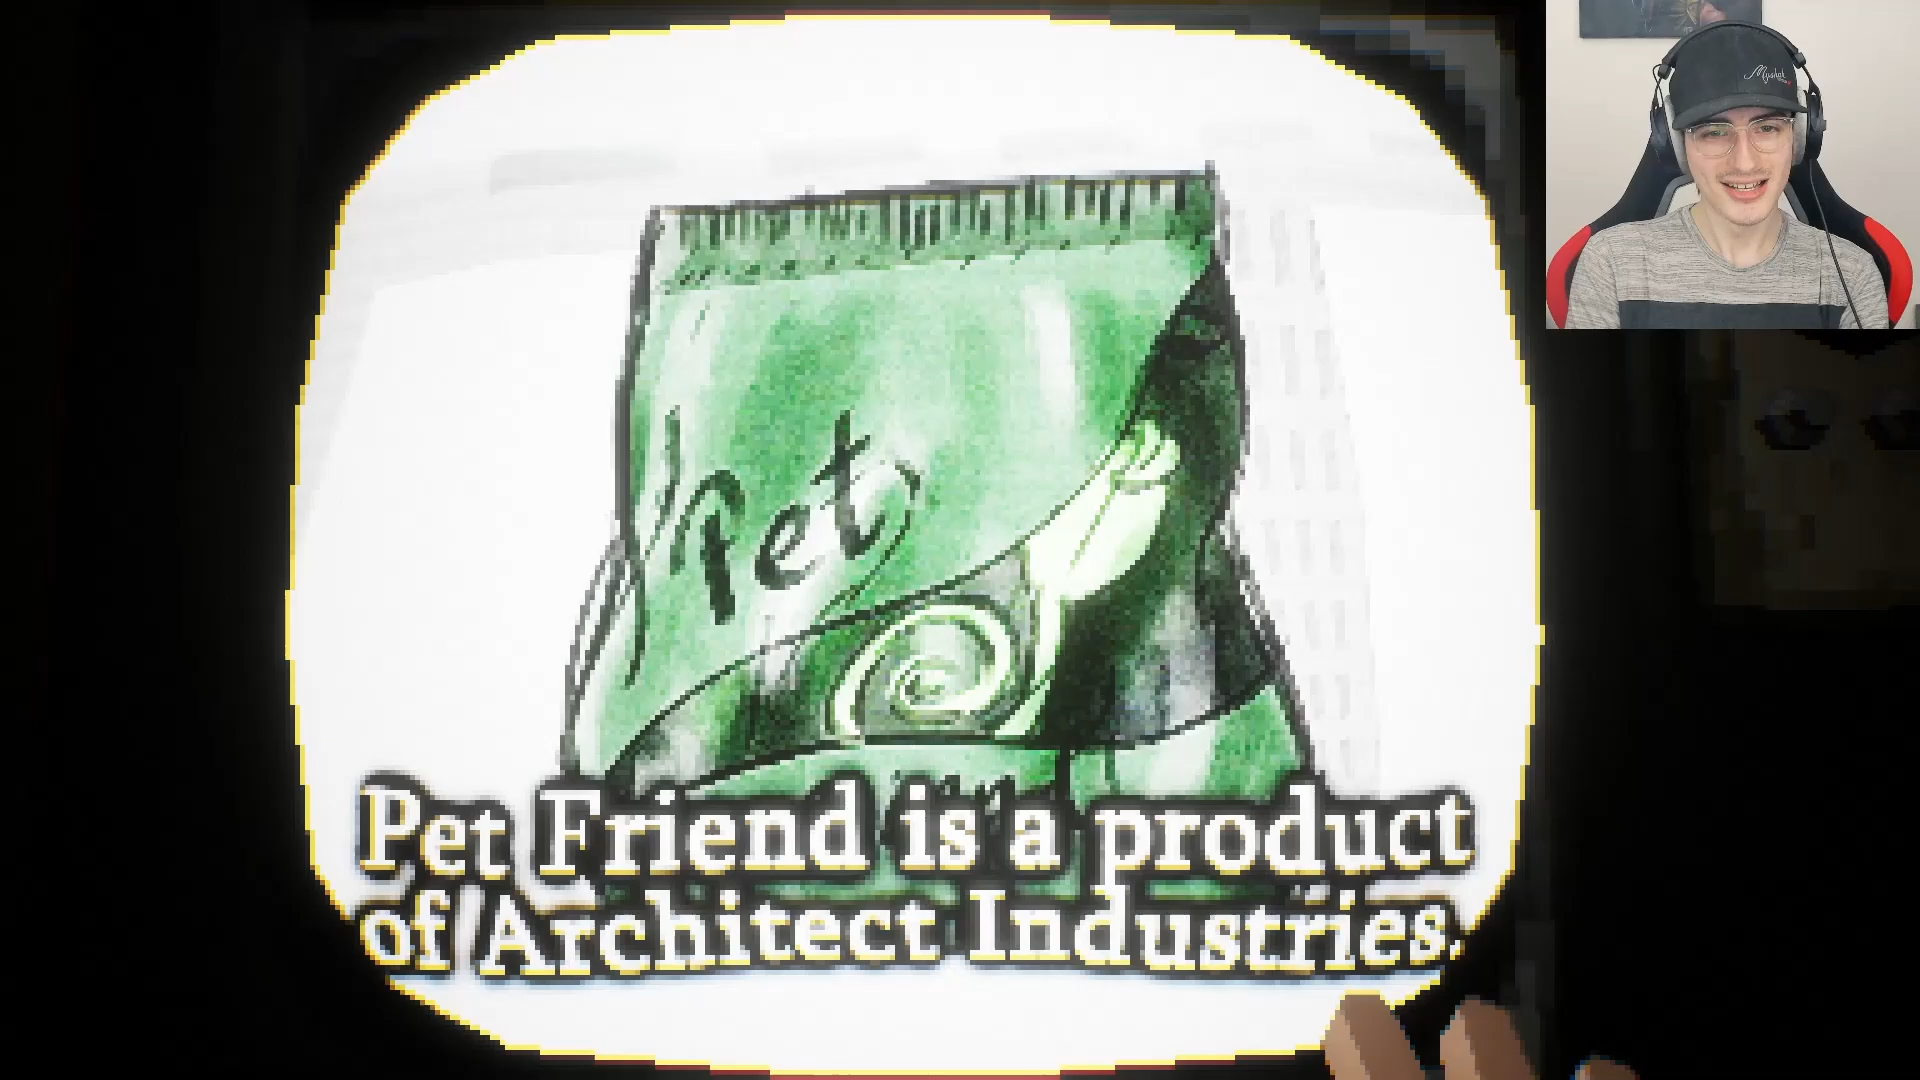 Pet
Pet Friend is a product
of Architect Industries.